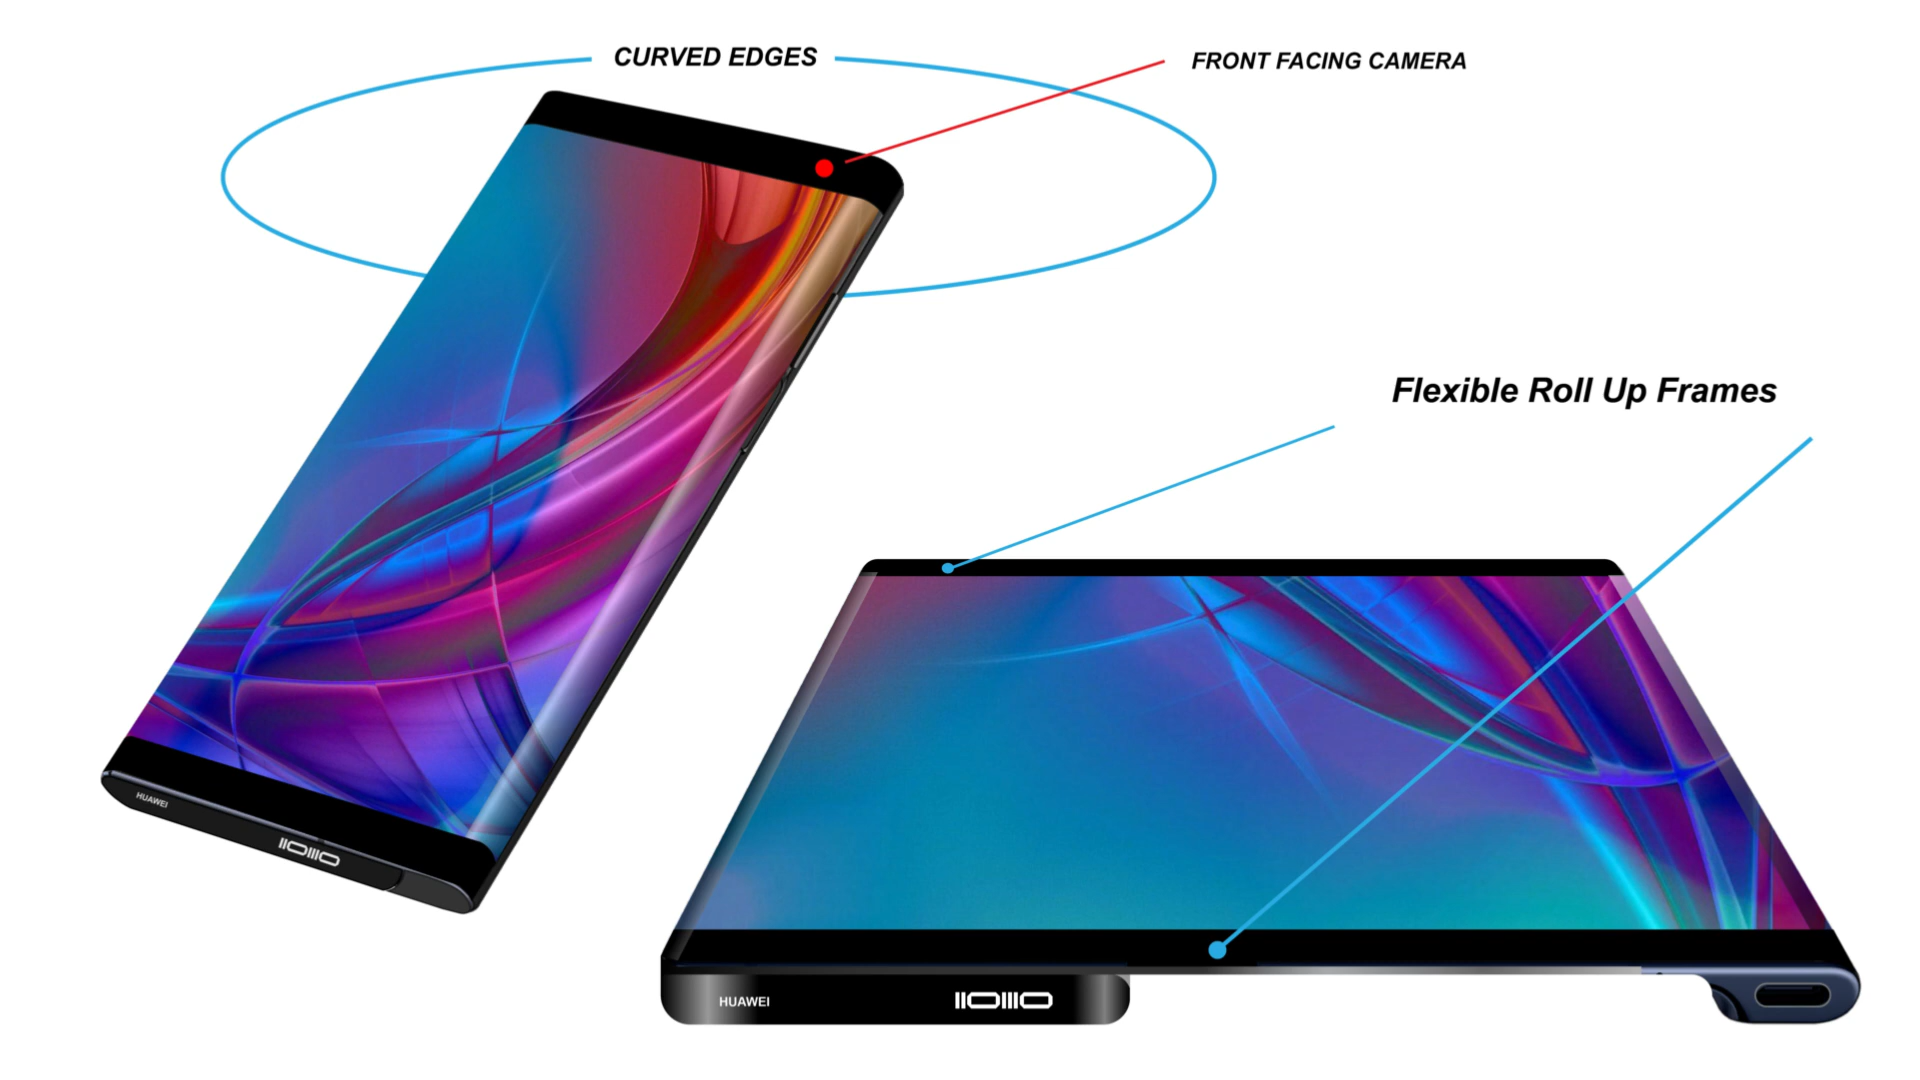 CURVED EDGES
FRONT FACING CAMERA
Flexible Roll Up Frames
HUAWEI
HUAWEI